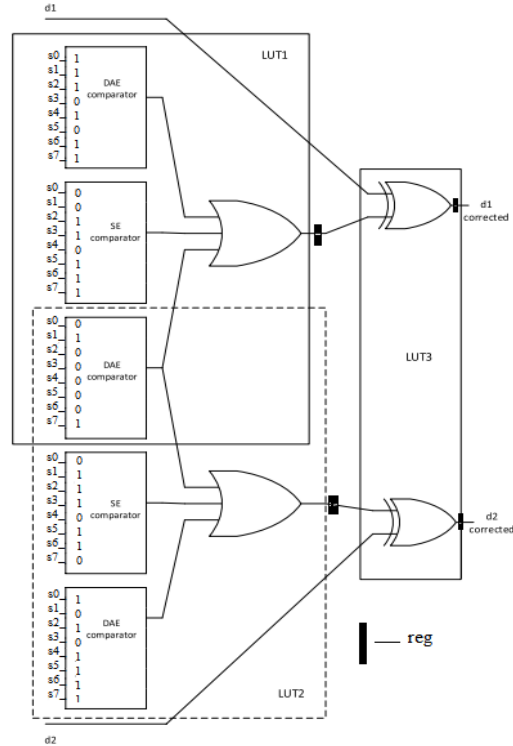 d1
LUT1
s0 1
s1 1
s2 1
s3 0
s4 1
s5 0
s6 1
s7 1
DAE
comparator
s0 0
s1 0
s2 1
s3 1
s4 0
s5 1
s6 1
s7 1
SE
comparator
d1
corrected
s0 0
s1 1
s2 0
s3 0
s4 0
s5 0
s6 0
s7 1
DAE
comparator
LUT3
s0 0
s1 1
s2 1
s3 1
s4 0
s5 1
s6 1
s7 0
SE
comparator
d2
corrected
s0 1
s1 0
s2 1
s3 0
s4 1
s5 1
s6 1
s7 1
DAE
comparator
reg
LUT2
d2